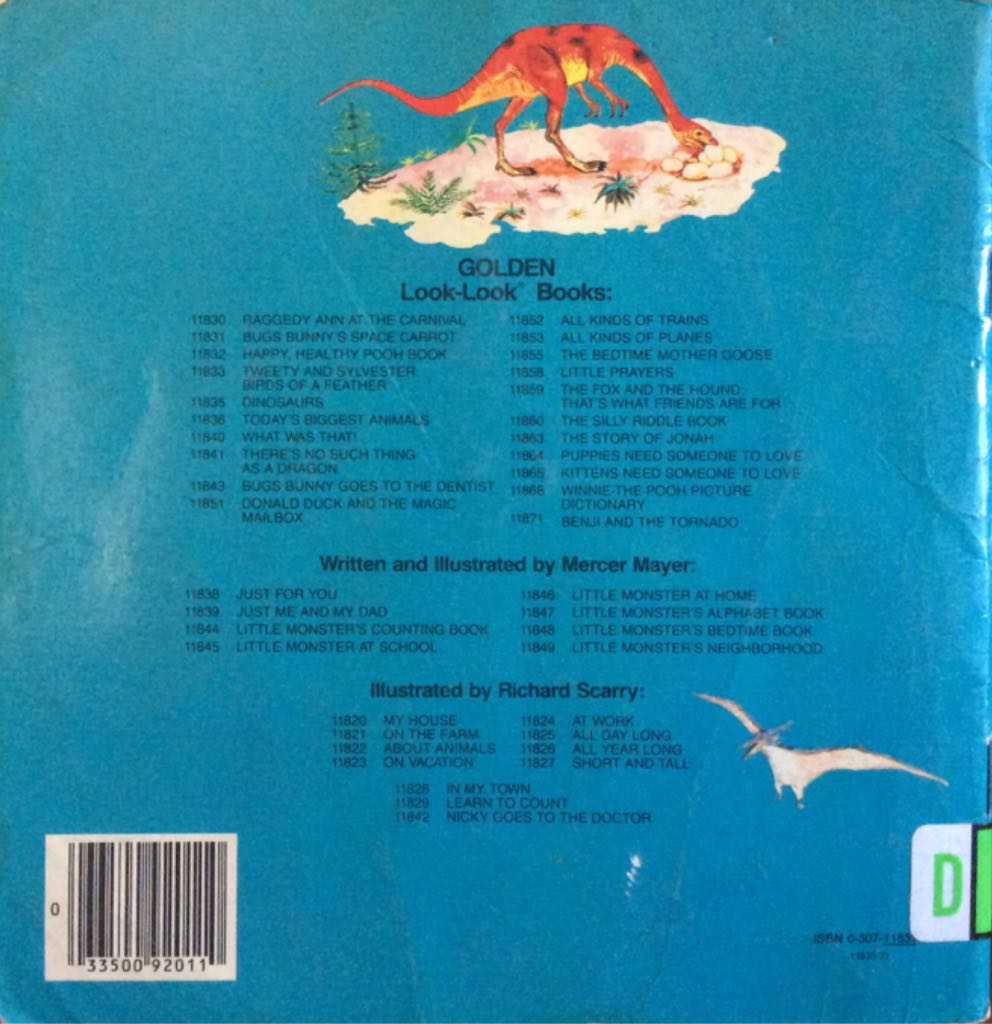 GOLDEN
Look-Look® Books:
11830 RAGGEDY ANN AT THE CARNIVAL
11831 BUGS BUNNY'S SPACE CARROT
11832 HAPPY, HEALTHY POOH BOOK
11833 TWEETY AND SYLVESTER:
BIRDS OF A FEATHER
11835 DINOSAURS
11836 TODAY'S BIGGEST ANIMALS
11840 WHAT WAS THAT!
11841 THERE'S NO SUCH THING
AS A DRAGON
11843 BUGS BUNNY GOES TO THE DENTIST
11851 DONALD DUCK AND THE MAGIC
MAILBOX
11852 ALL KINDS OF TRAINS
11853 ALL KINDS OF PLANES
11855 THE BEDTIME MOTHER GOOSE
11858 LITTLE PRAYERS
11859 THE FOX AND THE HOUND:
THAT'S WHAT FRIENDS ARE FOR
11860 THE SILLY RIDDLE BOOK
11863 THE STORY OF JONAH
11864 PUPPIES NEED SOMEONE TO LOVE
11865 KITTENS NEED SOMEONE TO LOVE
11866 WINNIE-THE-POOH PICTURE
DICTIONARY
11871 BENJI AND THE TORNADO
Written and Illustrated by Mercer Mayer:
11838 JUST FOR YOU
11839 JUST ME AND MY DAD
11844 LITTLE MONSTER'S COUNTING BOOK
11845 LITTLE MONSTER AT SCHOOL
11846 LITTLE MONSTER AT HOME
11847 LITTLE MONSTER'S ALPHABET BOOK
11848 LITTLE MONSTER'S BEDTIME BOOK
11849 LITTLE MONSTER'S NEIGHBORHOOD
Illustrated by Richard Scarry:
11820 MY HOUSE
11821 ON THE FARM
11822 ABOUT ANIMALS
11823 ON VACATION
11824 AT WORK
11825 ALL DAY LONG
11826 ALL YEAR LONG
11827 SHORT AND TALL
11828 IN MY TOWN
11829 LEARN TO COUNT
11842 NICKY GOES TO THE DOCTOR
D
0 33500 92011
ISBN 0-307-1183